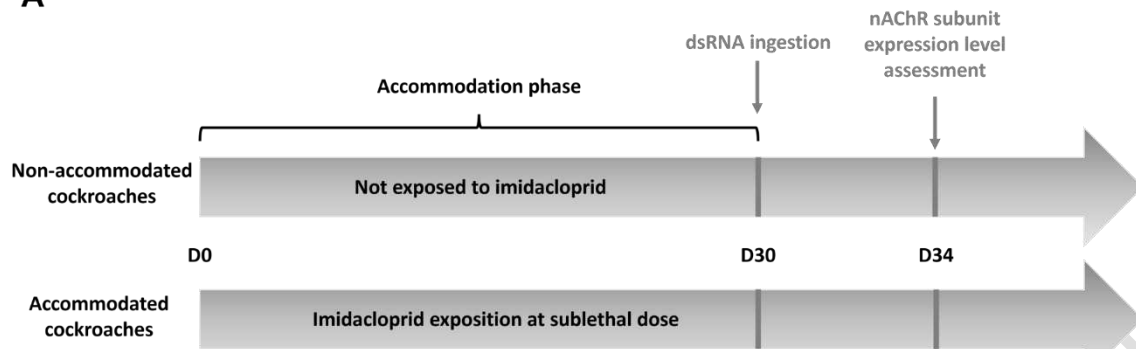 A
nAChR subunit
expression level
assessment
dsRNA ingestion
Accommodation phase
Non-accommodated
cockroaches
Not exposed to imidacloprid
D0
D30
D34
Accommodated
cockroaches
Imidacloprid exposition at sublethal dose